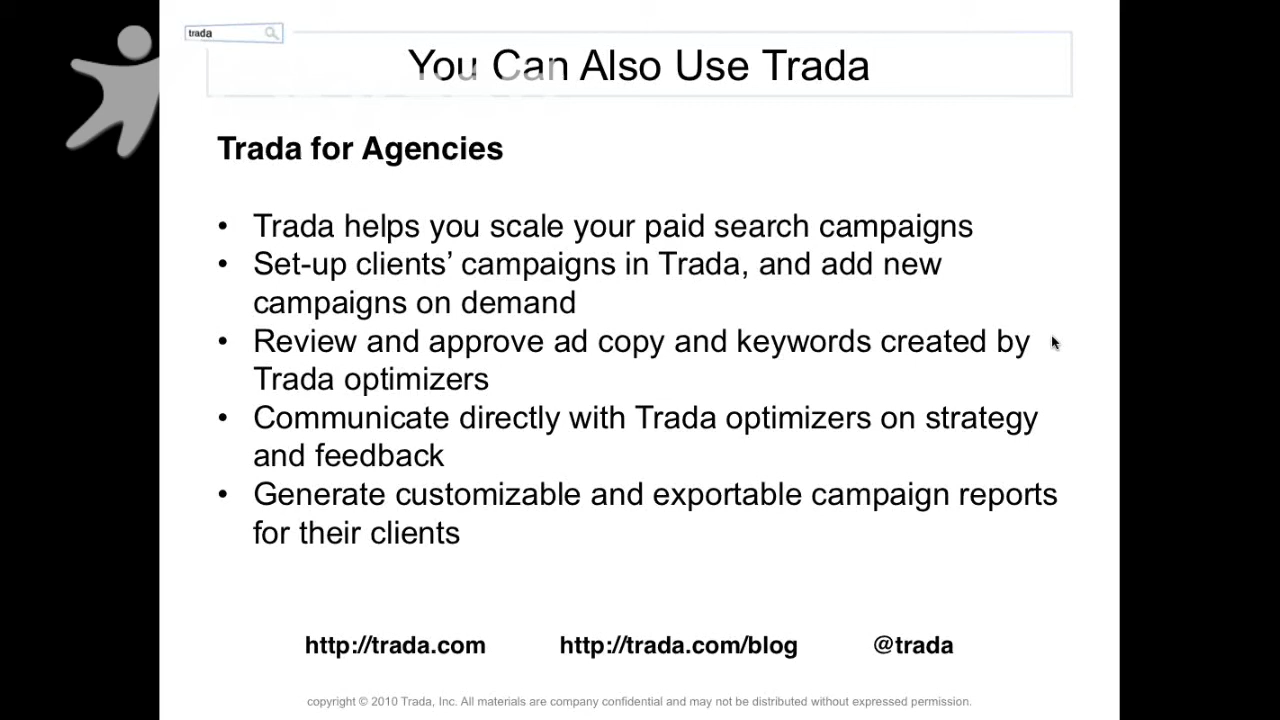 trada
You Can Also Use Trada
Trada for Agencies
• Trada helps you scale your paid search campaigns
• Set-up clients’ campaigns in Trada, and add new
campaigns on demand
• Review and approve ad copy and keywords created by
Trada optimizers
• Communicate directly with Trada optimizers on strategy
and feedback
• Generate customizable and exportable campaign reports
for their clients
http://trada.com http://trada.com/blog @trada
copyright © 2010 Trada, Inc. All materials are company confidential and may not be distributed without expressed permission.